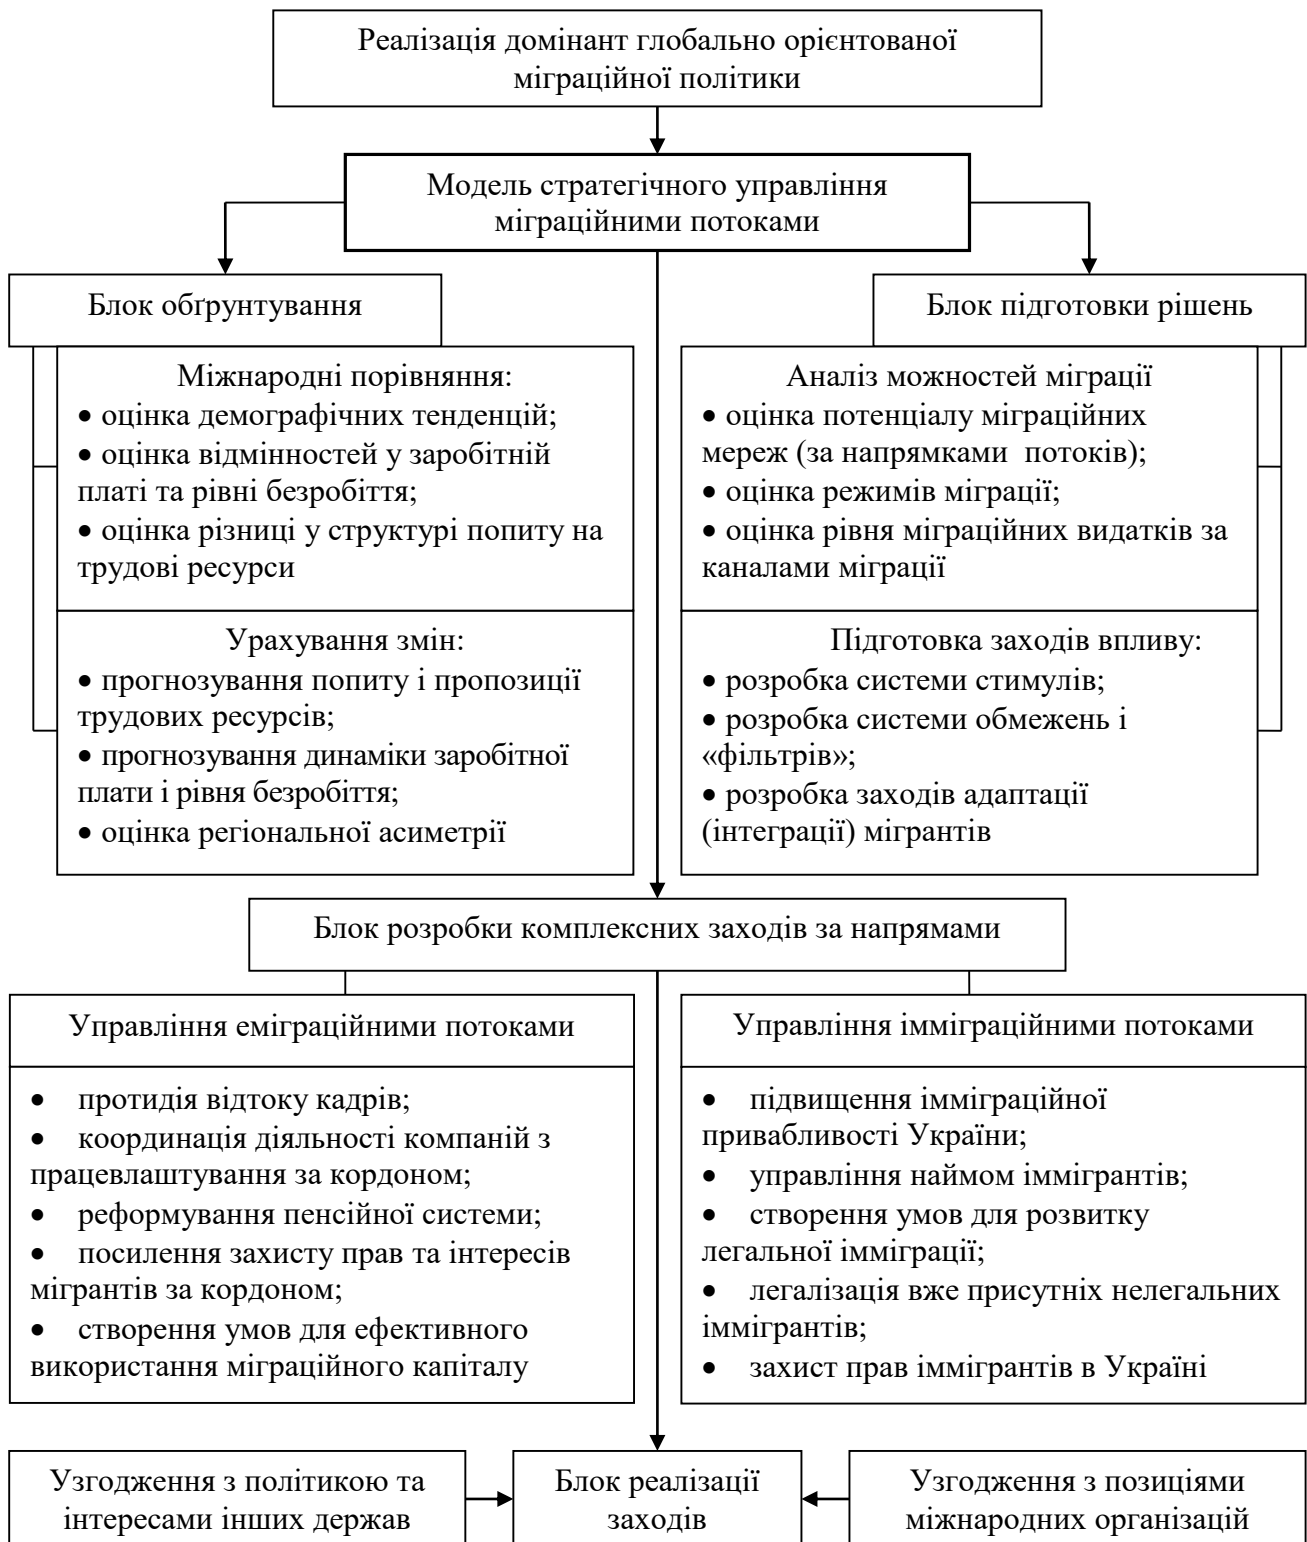 Реалізація домінант глобально орієнтованої
міграційної політики
Модель стратегічного управління
міграційними потоками
Блок обґрунтування
Блок підготовки рішень
Міжнародні порівняння:
• оцінка демографічних тенденцій;
• оцінка відмінностей у заробітній
платі та рівні безробіття;
• оцінка різниці у структурі попиту на
трудові ресурси
Аналіз можностей міграції
• оцінка потенціалу міграційних
мереж (за напрямками потоків);
• оцінка режимів міграції;
• оцінка рівня міграційних видатків за
каналами міграції
Урахування змін:
• прогнозування попиту і пропозиції
трудових ресурсів;
• прогнозування динаміки заробітної
плати і рівня безробіття;
• оцінка регіональної асиметрії
Підготовка заходів впливу:
• розробка системи стимулів;
• розробка системи обмежень і
«фільтрів»;
• розробка заходів адаптації
(інтеграції) мігрантів
Блок розробки комплексних заходів за напрямами
Управління еміграційними потоками
Управління імміграційними потоками
• протидія відтоку кадрів;
• координація діяльності компаній з
працевлаштування за кордоном;
• реформування пенсійної системи;
• посилення захисту прав та інтересів
мігрантів за кордоном;
• створення умов для ефективного
використання міграційного капіталу
• підвищення імміграційної
привабливості України;
• управління наймом іммігрантів;
• створення умов для розвитку
легальної імміграції;
• легалізація вже присутніх нелегальних
іммігрантів;
• захист прав іммігрантів в Україні
Узгодження з політикою та
інтересами інших держав
Блок реалізації
заходів
Узгодження з позиціями
міжнародних організацій